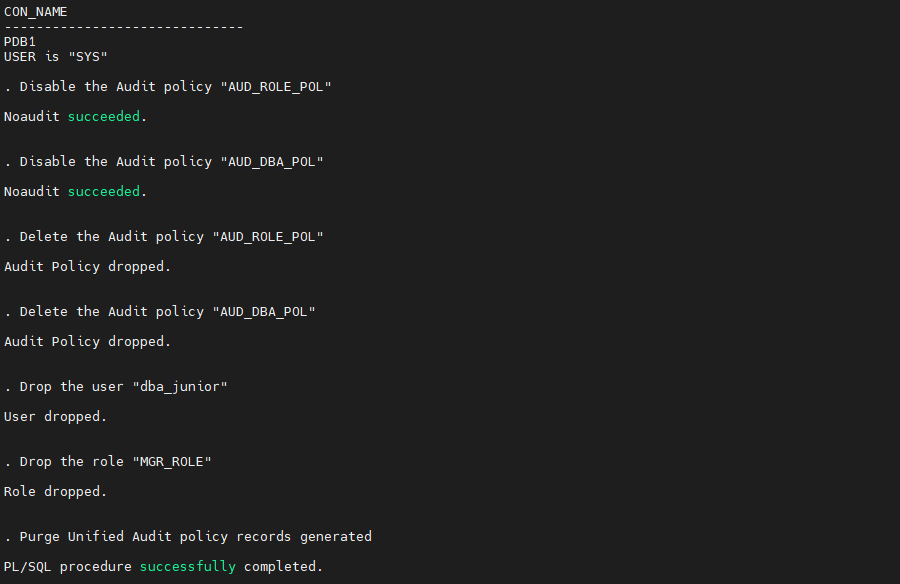 CON_NAME
------------------------------
PDB1
USER is "SYS"
. Disable the Audit policy "AUD_ROLE_POL"
Noaudit succeeded.
. Disable the Audit policy "AUD_DBA_POL"
Noaudit succeeded.
. Delete the Audit policy "AUD_ROLE_POL"
Audit Policy dropped.
. Delete the Audit policy "AUD_DBA_POL"
Audit Policy dropped.
. Drop the user "dba_junior"
User dropped.
. Drop the role "MGR_ROLE"
Role dropped.
. Purge Unified Audit policy records generated
PL/SQL procedure successfully completed.